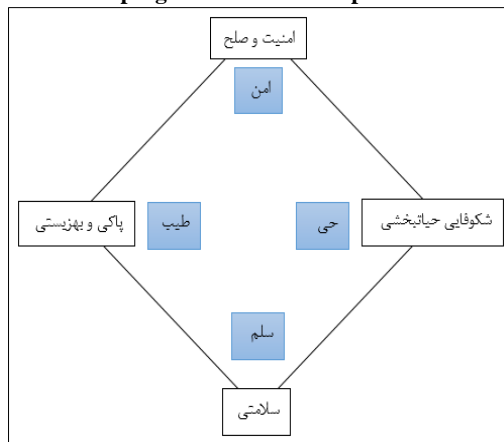 امنیت و صلح
امن
شکوفایی حیاتبخشی
حی
طیب
پاکی و بهزیستی
سلم
سلامتی